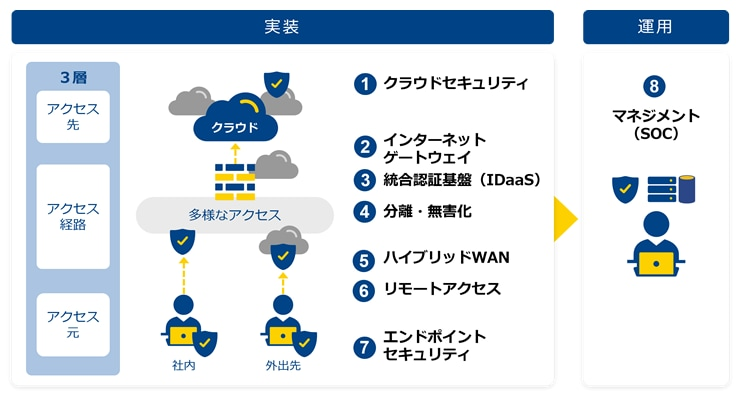 実装
運用
３層
アクセス
先
アクセス
経路
アクセス
元
クラウド
多様なアクセス
社内
外出先
1 クラウドセキュリティ
2 インターネット
ゲートウェイ
3 統合認証基盤（IDaaS）
4 分離・無害化
5 ハイブリッドWAN
6 リモートアクセス
7 エンドポイント
セキュリティ
8
マネジメント
（SOC）